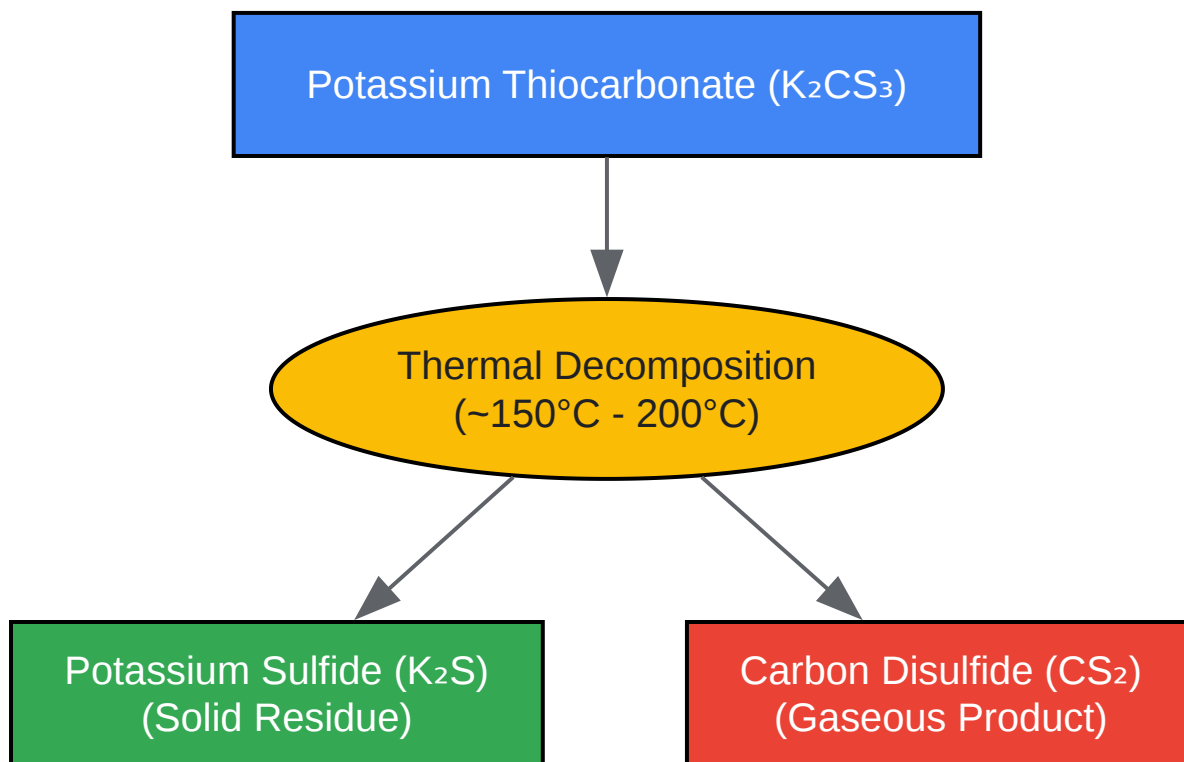 Potassium Thiocarbonate (K₂CS₃)
Thermal Decomposition
(~150°C - 200°C)
Potassium Sulfide (K₂S)
(Solid Residue)
Carbon Disulfide (CS₂)
(Gaseous Product)